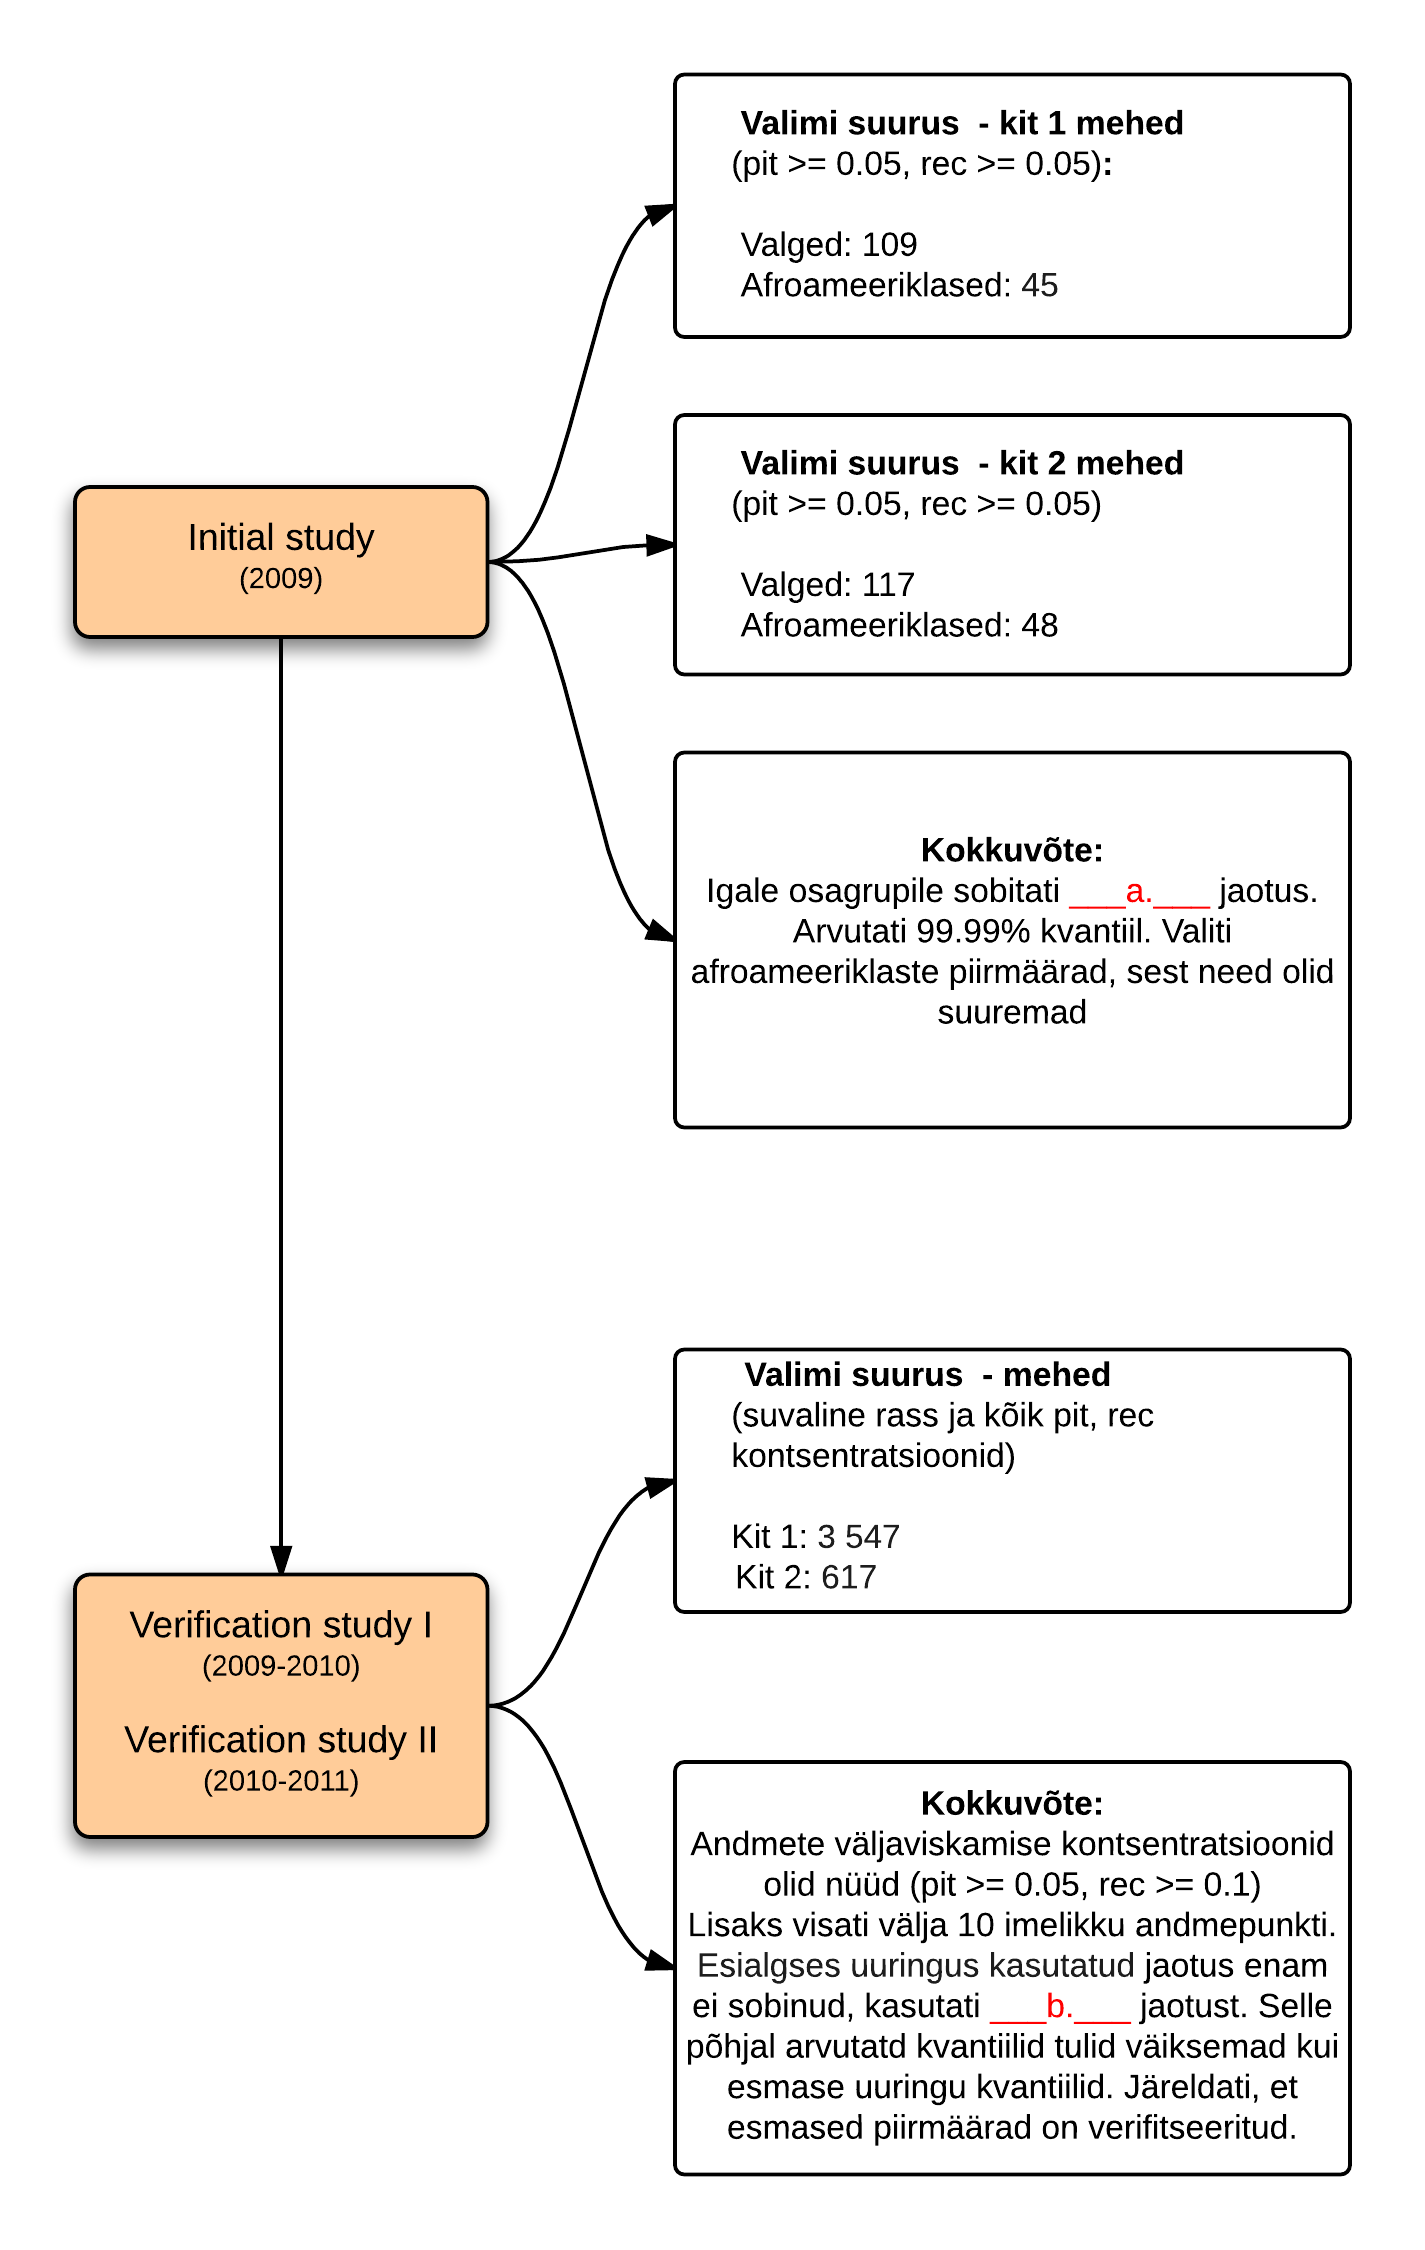 Valimi suurus  - kit 1 mehed
(pit >= 0.05, rec >= 0.05):
Valged: 109
Afroameeriklased: 45
Valimi suurus  - kit 2 mehed
(pit >= 0.05, rec >= 0.05)
Valged: 117
Afroameeriklased: 48
Initial study
(2009)
Kokkuvõte:
Igale osagrupile sobitati ___a.___ jaotus.
Arvutati 99.99% kvantiil. Valiti
afroameeriklaste piirmäärad, sest need olid
suuremad
Valimi suurus  - mehed
(suvaline rass ja kõik pit, rec
kontsentratsioonid)
Kit 1: 3 547
Kit 2: 617
Verification study I
(2009-2010)
Verification study II
(2010-2011)
Kokkuvõte:
Andmete väljaviskamise kontsentratsioonid
olid nüüd (pit >= 0.05, rec >= 0.1)
Lisaks visati välja 10 imelikku andmepunkti.
Esialgses uuringus kasutatud jaotus enam
ei sobinud, kasutati ___b.___ jaotust. Selle
põhjal arvutatd kvantiilid tulid väiksemad kui
esmase uuringu kvantiilid. Järeldati, et
esmased piirmäärad on verifitseeritud.